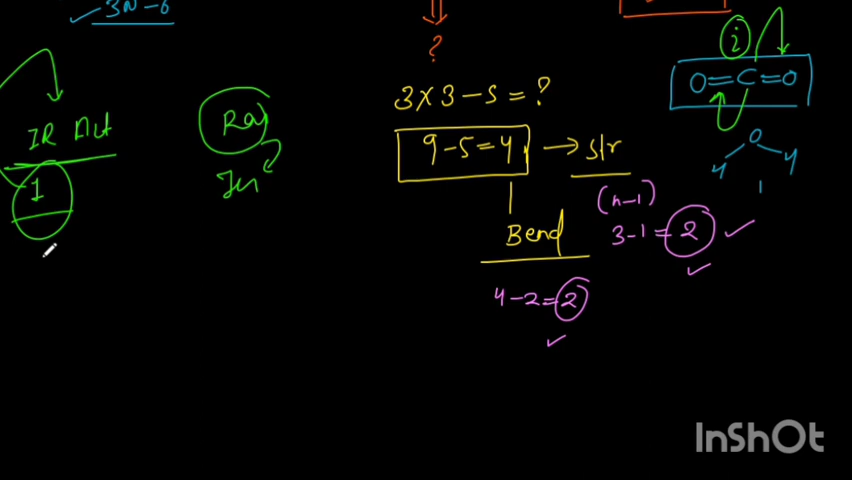 3N-6
?
i
O=C=O
3×3-5=?
IR Act
Ra
9-5=4 → str
O
H H
1
I
In
(n-1)
Bend
3-1=2 ✓
✓
4-2=2
✓
InShOt